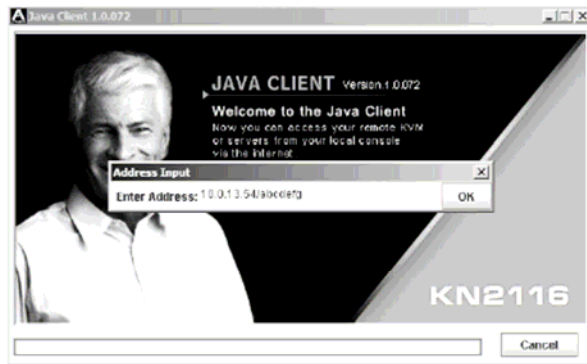 Java Client 1.0.072
JAVA CLIENT Version.1.0.072
Welcome to the Java Client
Now you can access your remote KVM
or servers from your local console
via the internet
Address Input
Enter Address: 10.0.13.54/abcdefg
OK
KN2116
Cancel